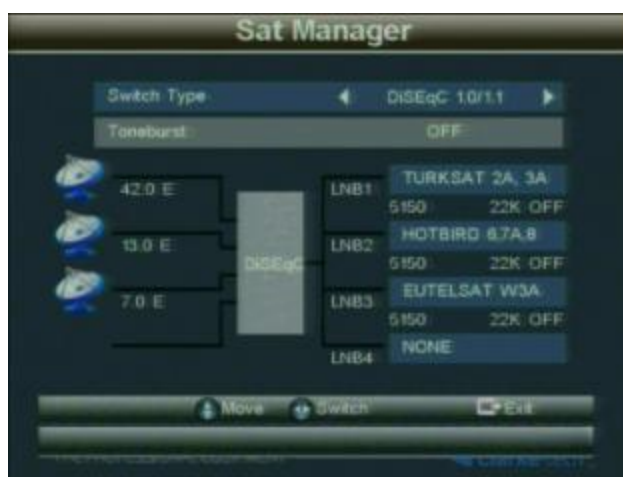 Sat Manager
Switch Type DiSEqC 1.0/1.1
Toneburst OFF
42.0 E LNB1 TURKSAT 2A, 3A
5150 22K OFF
13.0 E LNB2 HOTBIRD 6,7A,8
DiSEqC
5150 22K OFF
7.0 E LNB3 EUTELSAT W3A
5150 22K OFF
LNB4 NONE
Move Switch Exit